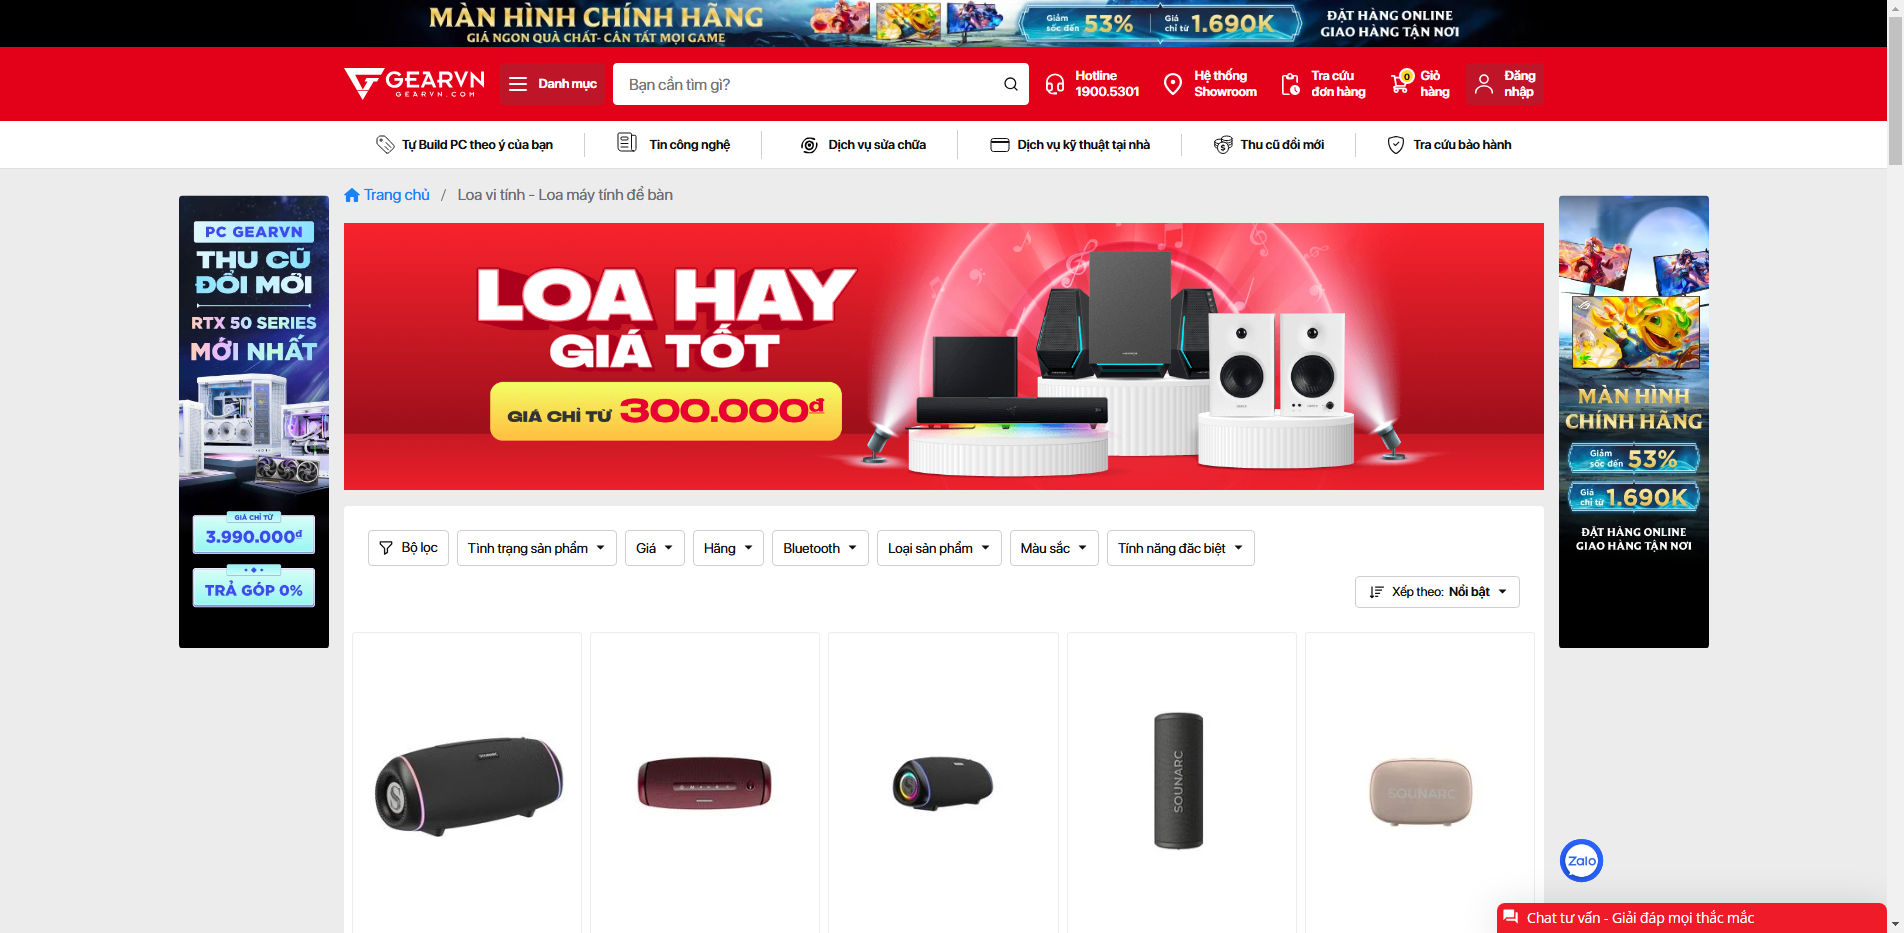 MÀN HÌNH CHÍNH HÃNG
GIÁ NGON QUÀ CHẤT- CÂN TẤT MỌI GAME
Giảm sốc đến 53%
Giá chỉ từ 1.690K
ĐẶT HÀNG ONLINE
GIAO HÀNG TẬN NƠI
GEARVN
GEARVN.COM
Danh mục
Bạn cần tìm gì?
Hotline
1900.5301
Hệ thống
Showroom
Tra cứu
đơn hàng
0
Giỏ
hàng
Đăng
nhập
Tự Build PC theo ý của bạn
Tin công nghệ
Dịch vụ sửa chữa
Dịch vụ kỹ thuật tại nhà
Thu cũ đổi mới
Tra cứu bảo hành
Trang chủ / Loa vi tính - Loa máy tính để bàn
PC GEARVN
THU CŨ
ĐỔI MỚI
RTX 50 SERIES
MỚI NHẤT
GIÁ CHỈ TỪ
3.990.000đ
TRẢ GÓP 0%
LOA HAY
GIÁ TỐT
GIÁ CHỈ TỪ 300.000đ
MÀN HÌNH
CHÍNH HÃNG
Giảm
sốc đến 53%
Giá
chỉ từ 1.690K
ĐẶT HÀNG ONLINE
GIAO HÀNG TẬN NƠI
Bộ lọc
Tình trạng sản phẩm
Giá
Hãng
Bluetooth
Loại sản phẩm
Màu sắc
Tính năng đăc biệt
Xếp theo: Nổi bật
SOUNARC
SOUNARC
Zalo
Chat tư vấn - Giải đáp mọi thắc mắc